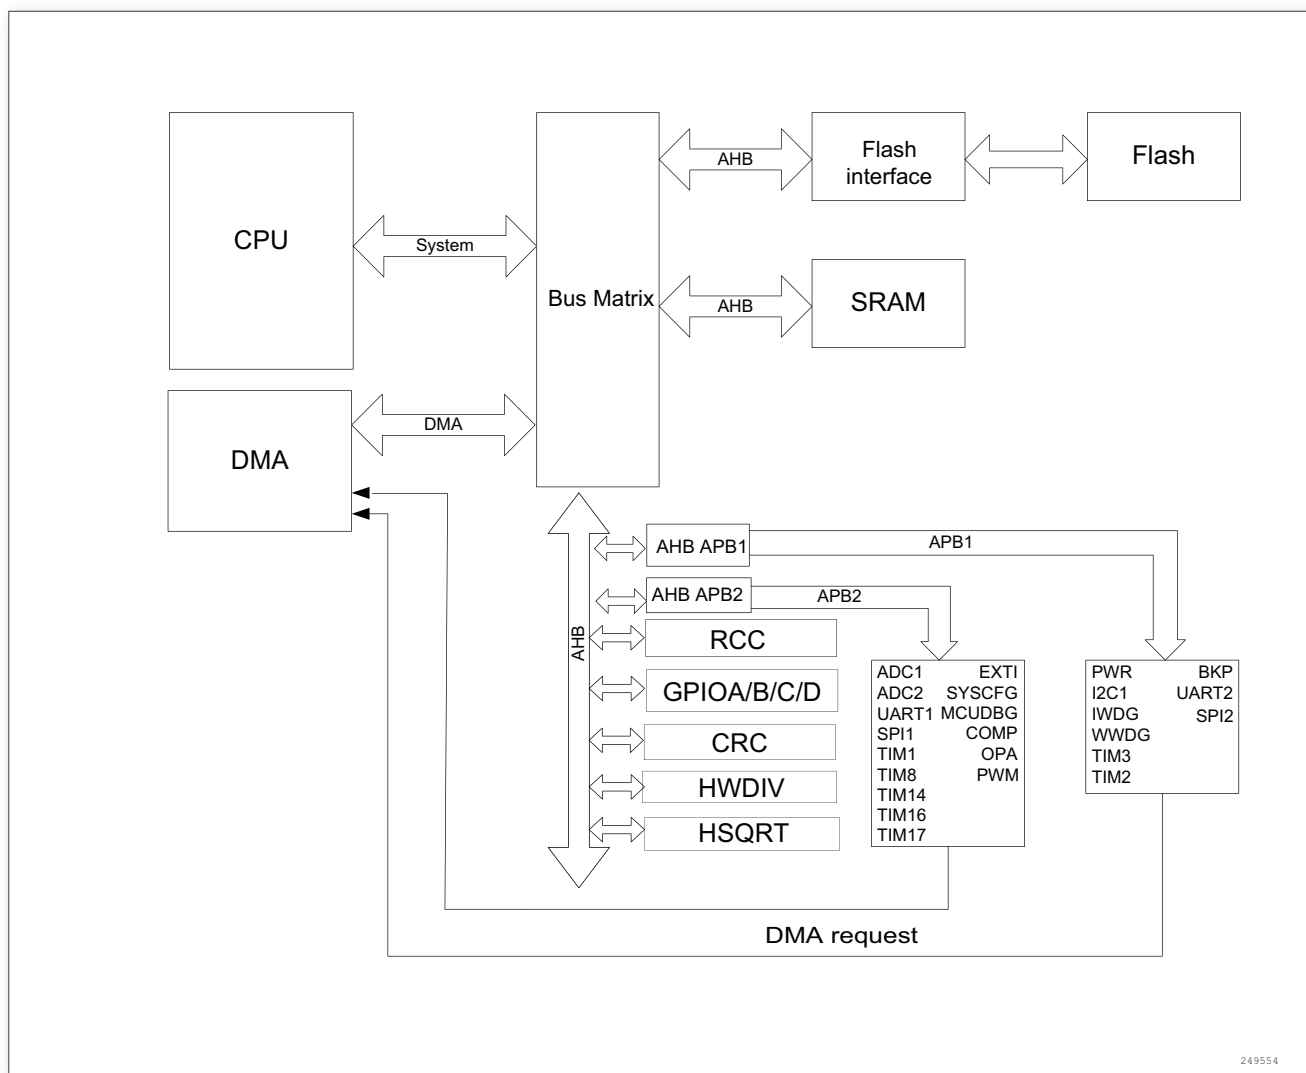 CPU
System
Bus Matrix
AHB
Flash
interface
Flash
AHB
SRAM
DMA
DMA
AHB
AHB APB1
APB1
AHB APB2
APB2
RCC
GPIOA/B/C/D
CRC
HWDIV
HSQRT
ADC1 EXTI
ADC2 SYSCFG
UART1 MCUDBG
SPI1 COMP
TIM1 OPA
TIM8 PWM
TIM14
TIM16
TIM17
PWR BKP
I2C1 UART2
IWDG SPI2
WWDG
TIM3
TIM2
DMA request
249554